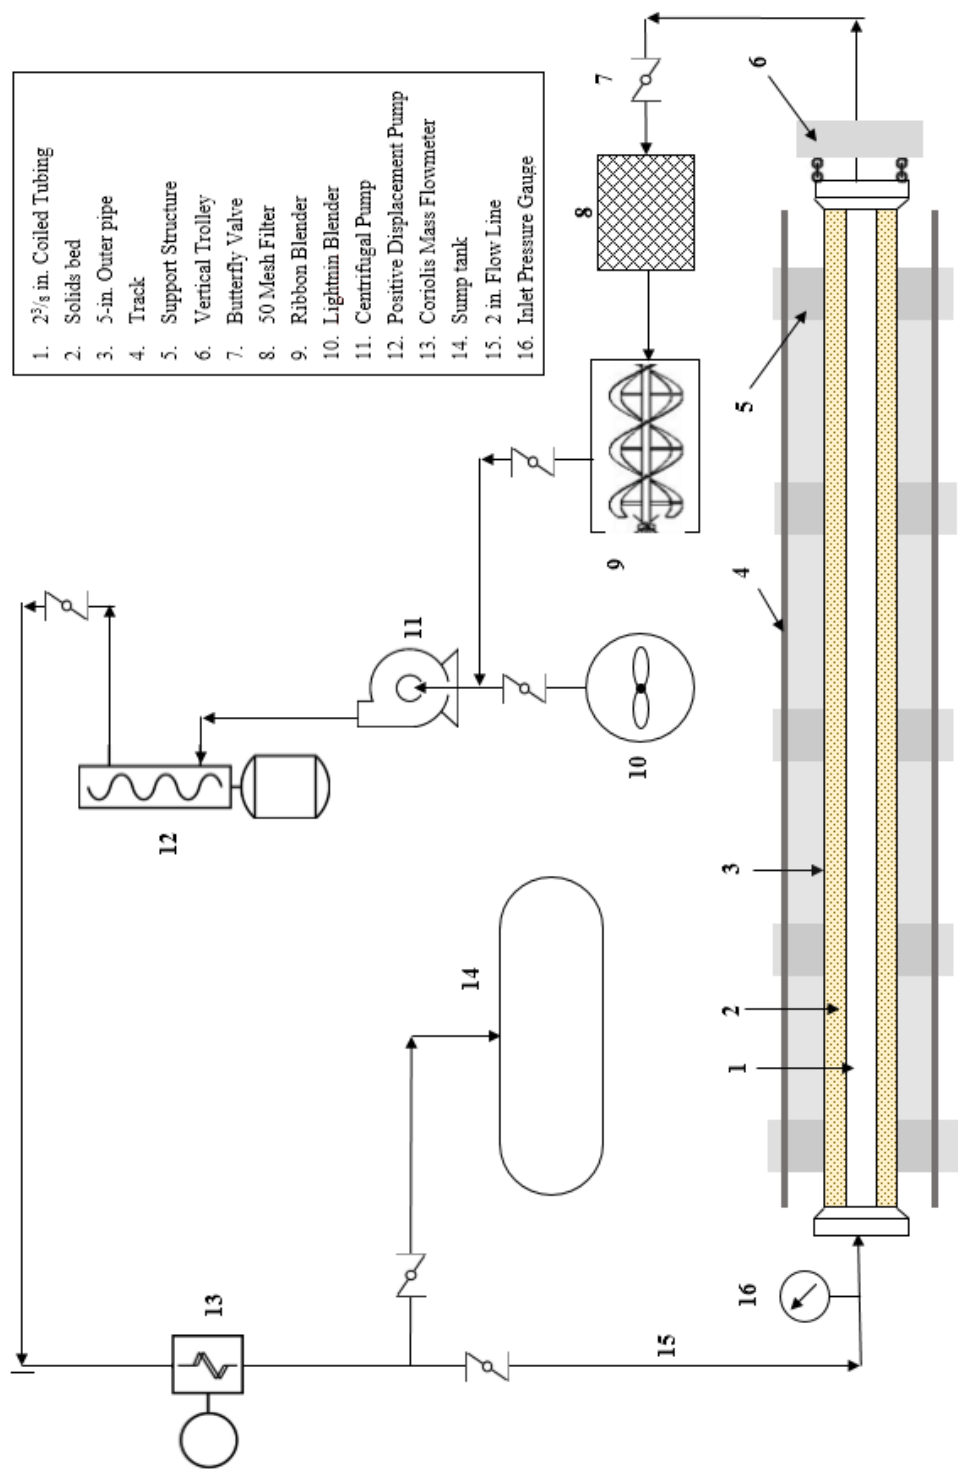 1. 2³/₈ in. Coiled Tubing
2. Solids bed
3. 5-in. Outer pipe
4. Track
5. Support Structure
6. Vertical Trolley
7. Butterfly Valve
8. 50 Mesh Filter
9. Ribbon Blender
10. Lightnin Blender
11. Centrifugal Pump
12. Positive Displacement Pump
13. Coriolis Mass Flowmeter
14. Sump tank
15. 2 in. Flow Line
16. Inlet Pressure Gauge
13
12
11
14
10
9
8
7
15
16
1
2
3
4
5
6